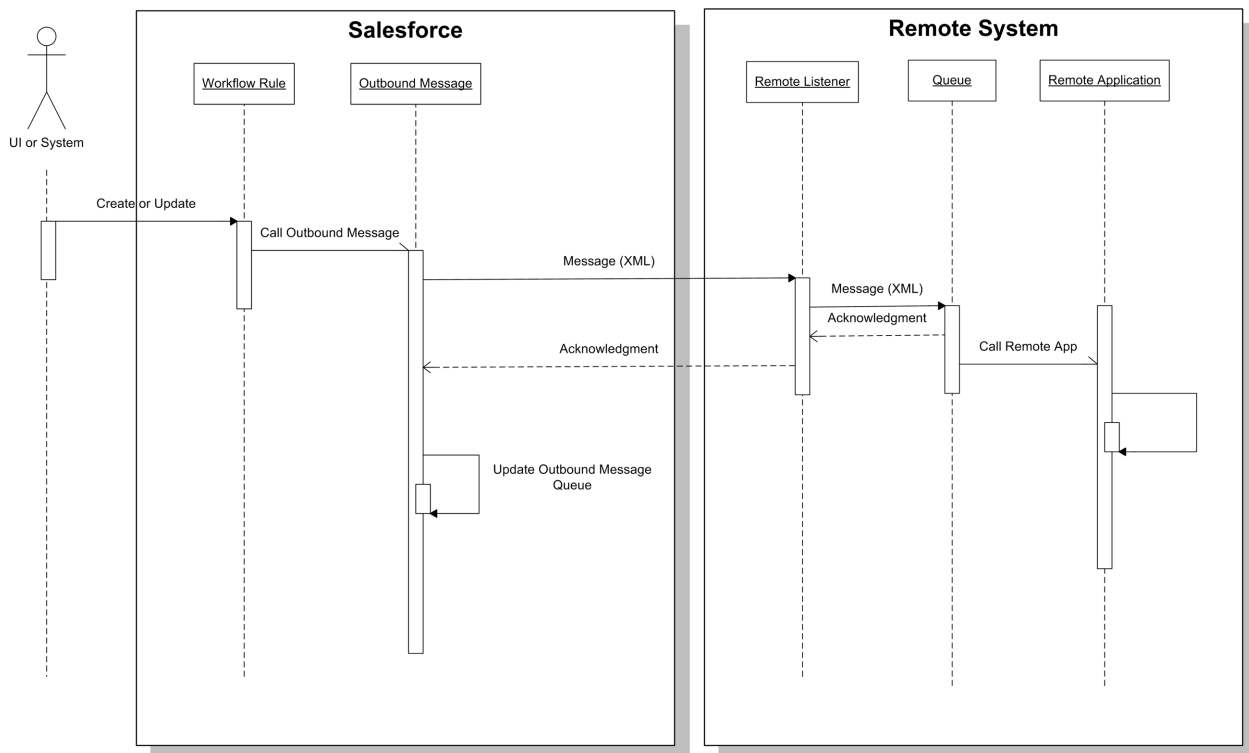 Salesforce
Remote System
Workflow Rule
Outbound Message
Remote Listener
Queue
Remote Application
UI or System
Create or Update
Call Outbound Message
Message (XML)
Message (XML)
Acknowledgment
Acknowledgment
Call Remote App
Update Outbound Message
Queue